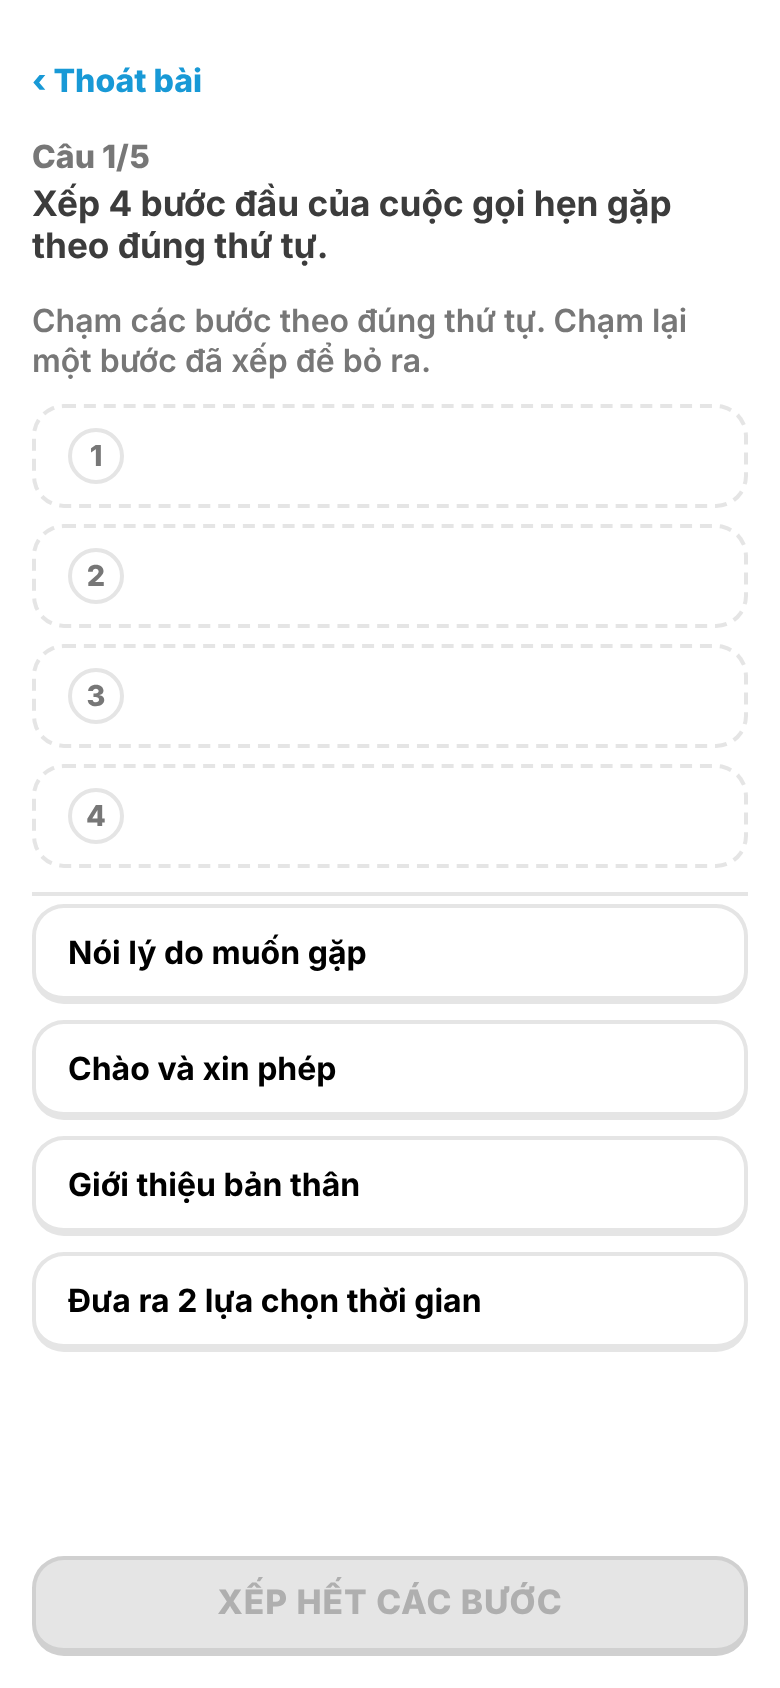 ‹ Thoát bài
Câu 1/5
Xếp 4 bước đầu của cuộc gọi hẹn gặp
theo đúng thứ tự.
Chạm các bước theo đúng thứ tự. Chạm lại
một bước đã xếp để bỏ ra.
1
2
3
4
Nói lý do muốn gặp
Chào và xin phép
Giới thiệu bản thân
Đưa ra 2 lựa chọn thời gian
XẾP HẾT CÁC BƯỚC